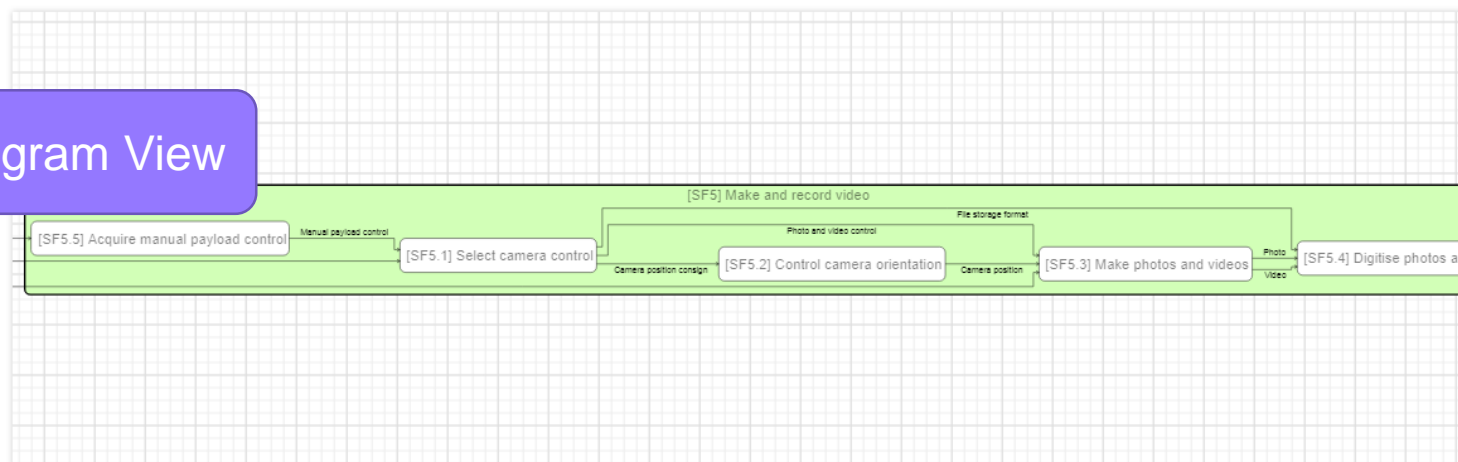 gram View
[SF5] Make and record video
File storage format
[SF5.5] Acquire manual payload control
Manual payload control
Photo and video control
[SF5.1] Select camera control
Camera position consign
[SF5.2] Control camera orientation
Camera position
[SF5.3] Make photos and videos
Photo
Video
[SF5.4] Digitise photos a